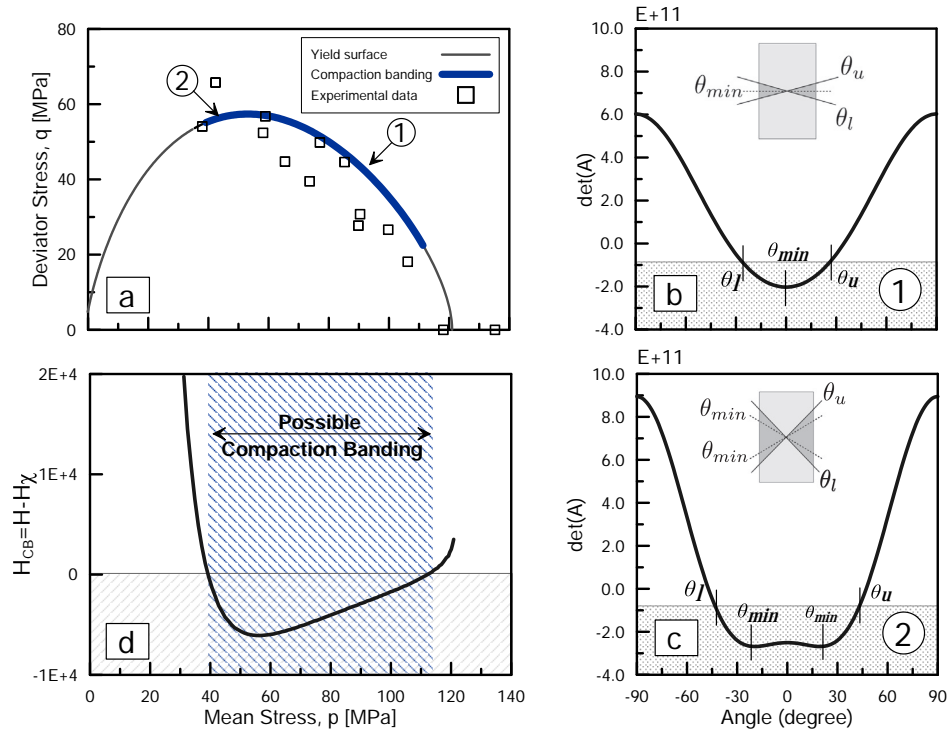 80
60
40
20
0
Deviator Stress, q [MPa]
Yield surface
Compaction banding
Experimental data
2
1
a
E+11
10.0
8.0
6.0
4.0
2.0
0.0
-2.0
-4.0
det(A)
θmin
θu
θl
θmin
θl
θu
b
1
2E+4
1E+4
0
-1E+4
HCB=H-Hχ
Possible
Compaction Banding
d
0 20 40 60 80 100 120 140
Mean Stress, p [MPa]
E+11
10.0
8.0
6.0
4.0
2.0
0.0
-2.0
-4.0
det(A)
θmin
θu
θmin
θl
θl
θmin
θmin
θu
c
2
-90 -60 -30 0 30 60 90
Angle (degree)